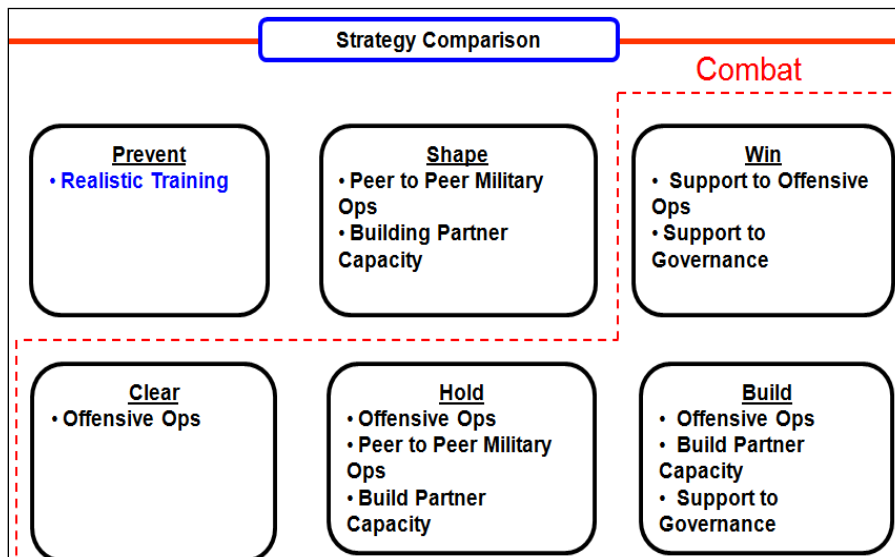 Strategy Comparison
Combat
Prevent
• Realistic Training
Shape
• Peer to Peer Military
Ops
• Building Partner
Capacity
Win
• Support to Offensive
Ops
• Support to
Governance
Clear
• Offensive Ops
Hold
• Offensive Ops
• Peer to Peer Military
Ops
• Build Partner
Capacity
Build
• Offensive Ops
• Build Partner
Capacity
• Support to
Governance